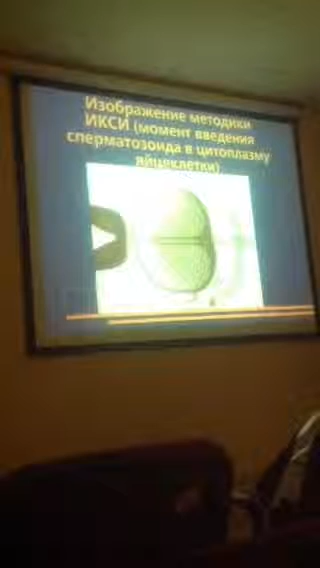 Изображение методики
ИКСИ (момент введения
сперматозоида в цитоплазму
яйцеклетки)